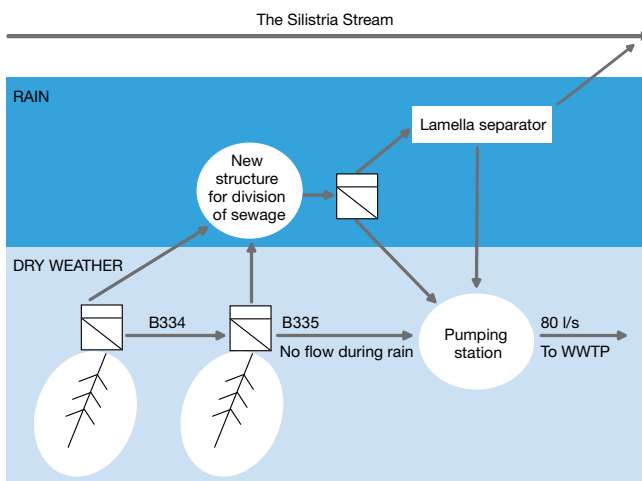 The Silistria Stream
RAIN
Lamella separator
New
structure
for division
of sewage
DRY WEATHER
B334
B335
No flow during rain
Pumping
station
80 l/s
To WWTP